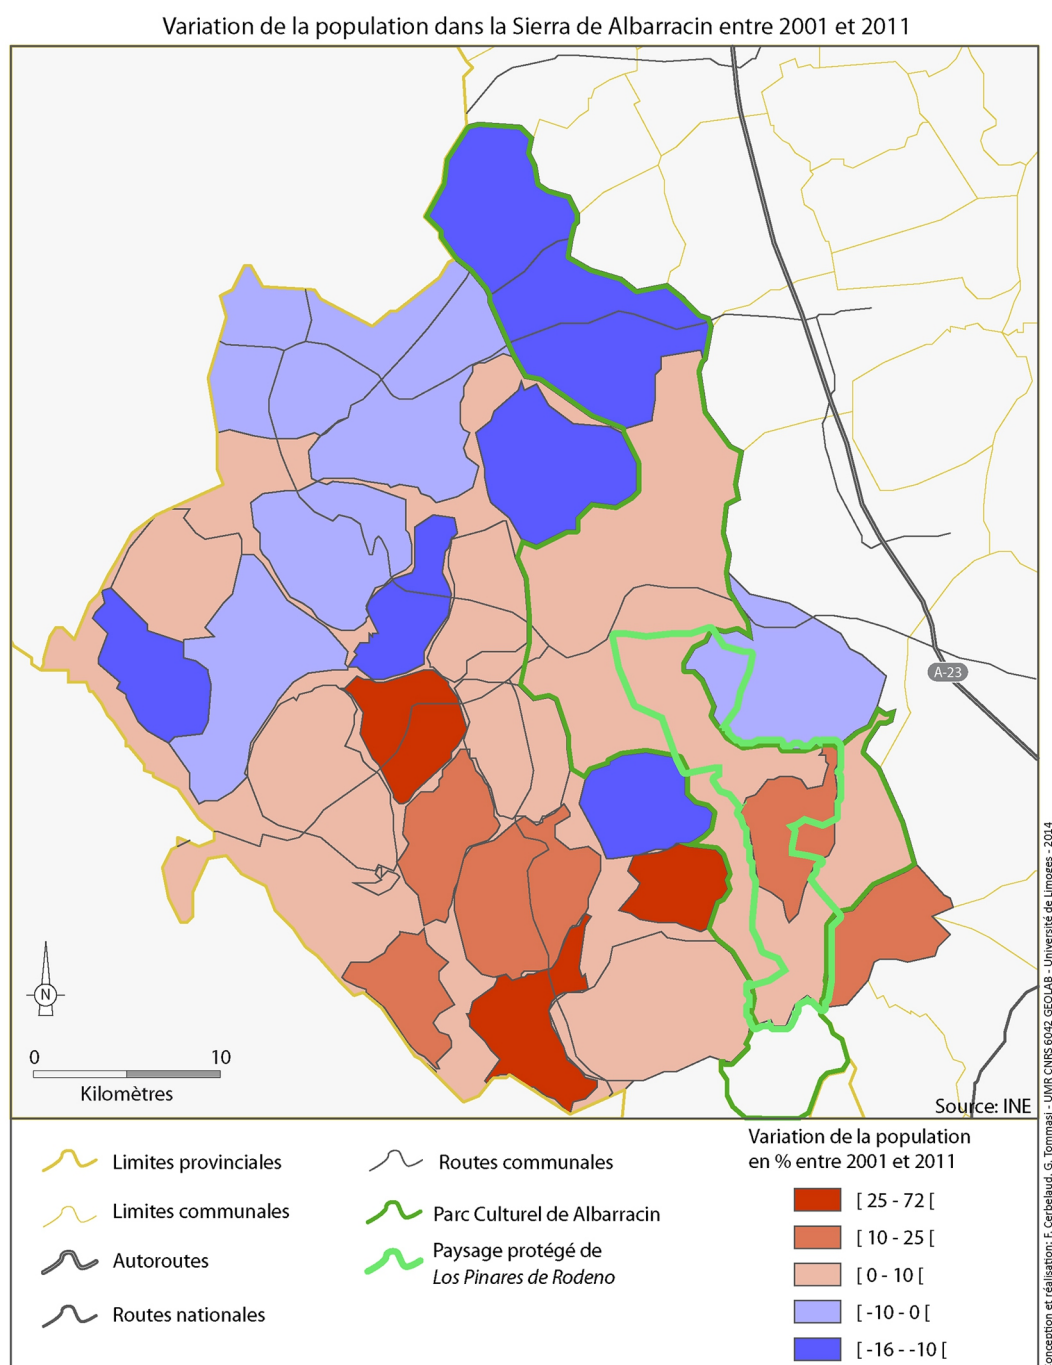 Variation de la population dans la Sierra de Albarracin entre 2001 et 2011
A-23
N
0 10
Kilomètres
Source: INE
Limites provinciales
Limites communales
Autoroutes
Routes nationales
Routes communales
Parc Culturel de Albarracin
Paysage protégé de
Los Pinares de Rodeno
Variation de la population
en % entre 2001 et 2011
[ 25 - 72 [
[ 10 - 25 [
[ 0 - 10 [
[ -10 - 0 [
[ -16 - -10 [
onception et réalisation: F. Cerbelaud, G. Tommasi - UMR CNRS 6042 GEOLAB - Université de Limoges - 2014